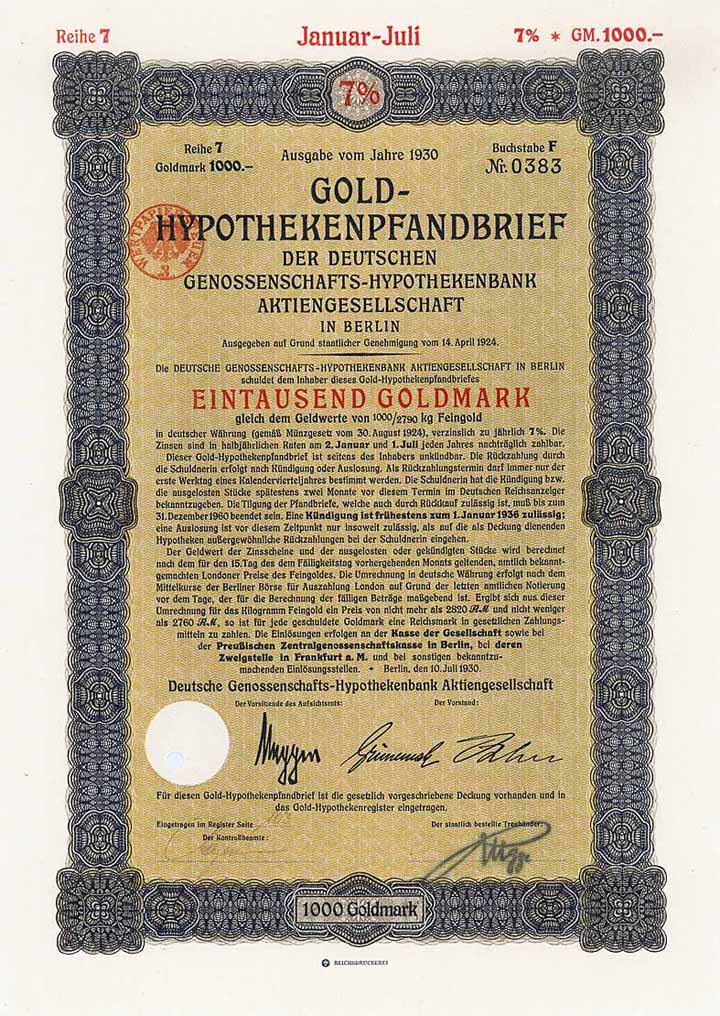 Reihe 7 Januar-Juli 7% * GM. 1000.–
7%
Reihe 7 Ausgabe vom Jahre 1930 Buchstabe F
Goldmark 1000.– Nr. 0383
GOLD-
HYPOTHEKENPFANDBRIEF
DER DEUTSCHEN
GENOSSENSCHAFTS-HYPOTHEKENBANK
AKTIENGESELLSCHAFT
IN BERLIN
Ausgegeben auf Grund staatlicher Genehmigung vom 14. April 1924.
Die DEUTSCHE GENOSSENSCHAFTS-HYPOTHEKENBANK AKTIENGESELLSCHAFT IN BERLIN
schuldet dem Inhaber dieses Gold-Hypothekenpfandbriefes
EINTAUSEND GOLDMARK
gleich dem Geldwerte von 1000/2790 kg Feingold
in deutscher Währung (gemäß Münzgesetz vom 30. August 1924), verzinslich zu jährlich 7%. Die
Zinsen sind in halbjährlichen Raten am 2. Januar und 1. Juli jeden Jahres nachträglich zahlbar.
Dieser Gold-Hypothekenpfandbrief ist seitens des Inhabers unkündbar. Die Rückzahlung durch
die Schuldnerin erfolgt nach Kündigung oder Auslosung. Als Rückzahlungstermin darf immer nur der
erste Werktag eines Kalendervierteljahres bestimmt werden. Die Schuldnerin hat die Kündigung bzw.
die ausgelosten Stücke spätestens zwei Monate vor diesem Termin im Deutschen Reichsanzeiger
bekanntzugeben. Die Tilgung der Pfandbriefe, welche auch durch Rückkauf zulässig ist, muß bis zum
31. Dezember 1960 beendet sein. Eine Kündigung ist frühestens zum 1. Januar 1936 zulässig;
eine Auslosung ist vor diesem Zeitpunkt nur insoweit zulässig, als auf die als Deckung dienenden
Hypotheken außergewöhnliche Rückzahlungen bei der Schuldnerin eingehen.
Der Geldwert der Zinsscheine und der ausgelosten oder gekündigten Stücke wird berechnet
nach dem für den 15. Tag des dem Fälligkeitstag vorhergehenden Monats geltenden, amtlich bekannt-
gemachten Londoner Preise des Feingoldes. Die Umrechnung in deutsche Währung erfolgt nach dem
Mittelkurse der Berliner Börse für Auszahlung London auf Grund der letzten amtlichen Notierung
vor dem Tage, der für die Berechnung der fälligen Beträge maßgebend ist. Ergibt sich aus dieser
Umrechnung für das Kilogramm Feingold ein Preis von nicht mehr als 2820 RM und nicht weniger
als 2760 RM, so ist für jede geschuldete Goldmark eine Reichsmark in gesetzlichen Zahlungs-
mitteln zu zahlen. Die Einlösungen erfolgen an der Kasse der Gesellschaft sowie bei
der Preußischen Zentralgenossenschaftskasse in Berlin, bei deren
Zweigstelle in Frankfurt a. M. und bei sonstigen bekanntzu-
machenden Einlösungsstellen. • Berlin, den 10. Juli 1930.
Deutsche Genossenschafts-Hypothekenbank Aktiengesellschaft
Der Vorsitzende des Aufsichtsrats: Der Vorstand:
Für diesen Gold-Hypothekenpfandbrief ist die gesetzlich vorgeschriebene Deckung vorhanden und in
das Gold-Hypothekenregister eingetragen.
Eingetragen im Register Seite Der staatlich bestellte Treuhänder:
Der Kontrollbeamte:
1000 Goldmark
REICHSDRUCKEREI